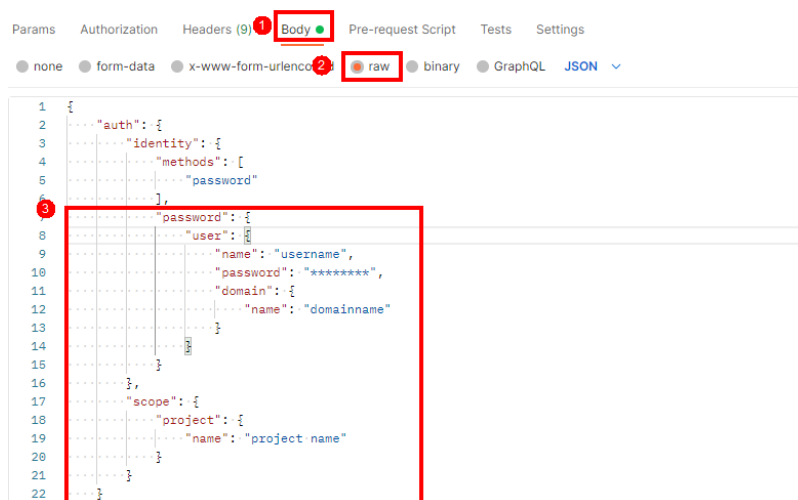 Params Authorization Headers (9) 1 Body Pre-request Script Tests Settings
none form-data 2 raw binary GraphQL JSON
1 {
2 "auth": {
3 "identity": {
4 "methods": [
5 "password"
6 ],
3
"password": {
8 "user": {
9 "name": "username",
10 "password": "********",
11 "domain": {
12 "name": "domainname"
13 }
14 }
15 }
16 },
17 "scope": {
18 "project": {
19 "name": "project name"
20 }
21 }
22 }